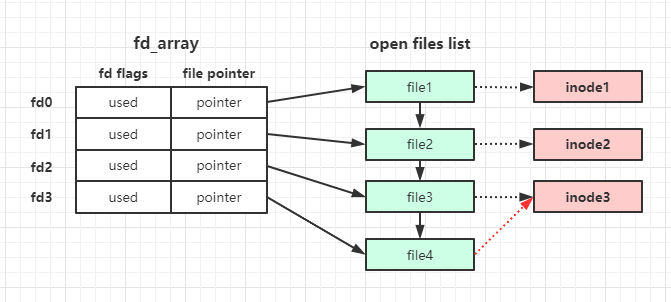 fd_array
open files list
fd flags
file pointer
fd0
used
pointer
file1
inode1
fd1
used
pointer
file2
inode2
fd2
used
pointer
file3
inode3
fd3
used
pointer
file4